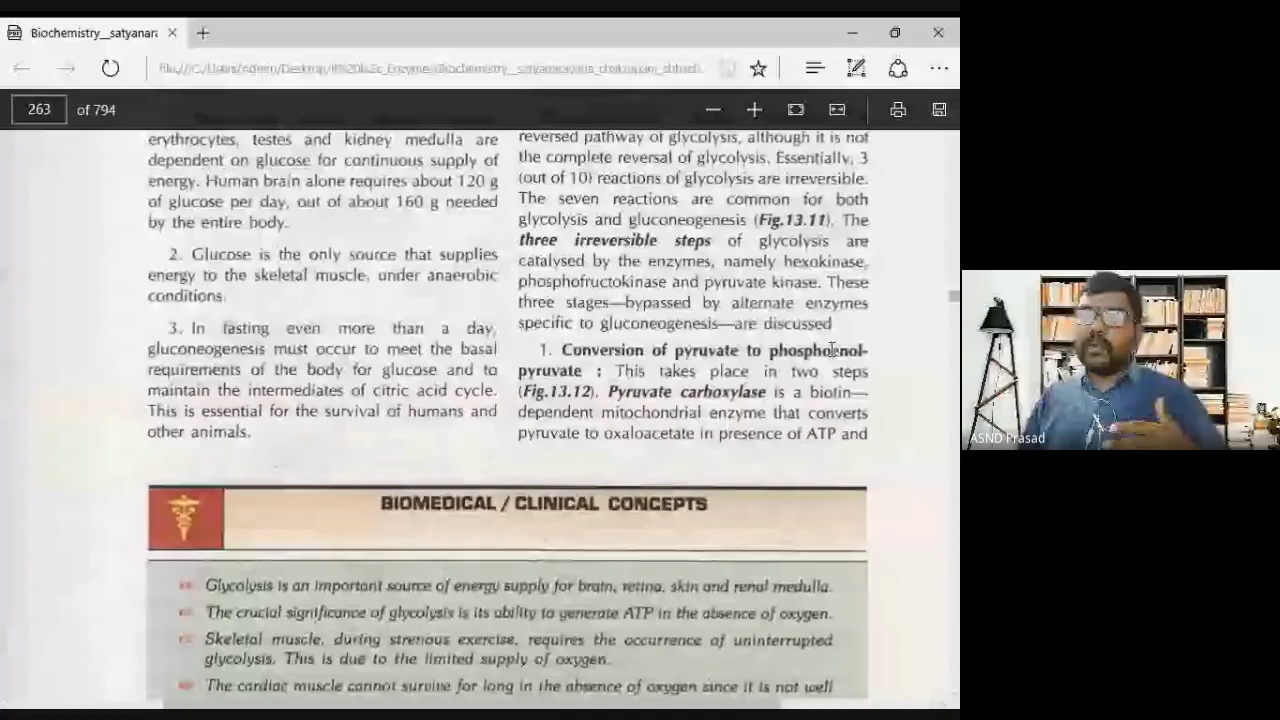 Biochemistry__satyanara
263 of 794
erythrocytes, testes and kidney medulla are
dependent on glucose for continuous supply of
energy. Human brain alone requires about 120 g
of glucose per day, out of about 160 g needed
by the entire body.
2. Glucose is the only source that supplies
energy to the skeletal muscle, under anaerobic
conditions.
3. In fasting even more than a day,
gluconeogenesis must occur to meet the basal
requirements of the body for glucose and to
maintain the intermediates of citric acid cycle.
This is essential for the survival of humans and
other animals.
reversed pathway of glycolysis, although it is not
the complete reversal of glycolysis. Essentially, 3
(out of 10) reactions of glycolysis are irreversible.
The seven reactions are common for both
glycolysis and gluconeogenesis (Fig.13.11). The
three irreversible steps of glycolysis are
catalysed by the enzymes, namely hexokinase,
phosphofructokinase and pyruvate kinase. These
three stages—bypassed by alternate enzymes
specific to gluconeogenesis—are discussed
1. Conversion of pyruvate to phosphoenol-
pyruvate : This takes place in two steps
(Fig.13.12). Pyruvate carboxylase is a biotin—
dependent mitochondrial enzyme that converts
pyruvate to oxaloacetate in presence of ATP and
BIOMEDICAL / CLINICAL CONCEPTS
Glycolysis is an important source of energy supply for brain, retina, skin and renal medulla.
The crucial significance of glycolysis is its ability to generate ATP in the absence of oxygen.
Skeletal muscle, during strenous exercise, requires the occurrence of uninterrupted
glycolysis. This is due to the limited supply of oxygen.
The cardiac muscle cannot survive for long in the absence of oxygen since it is not well
ASND Prasad